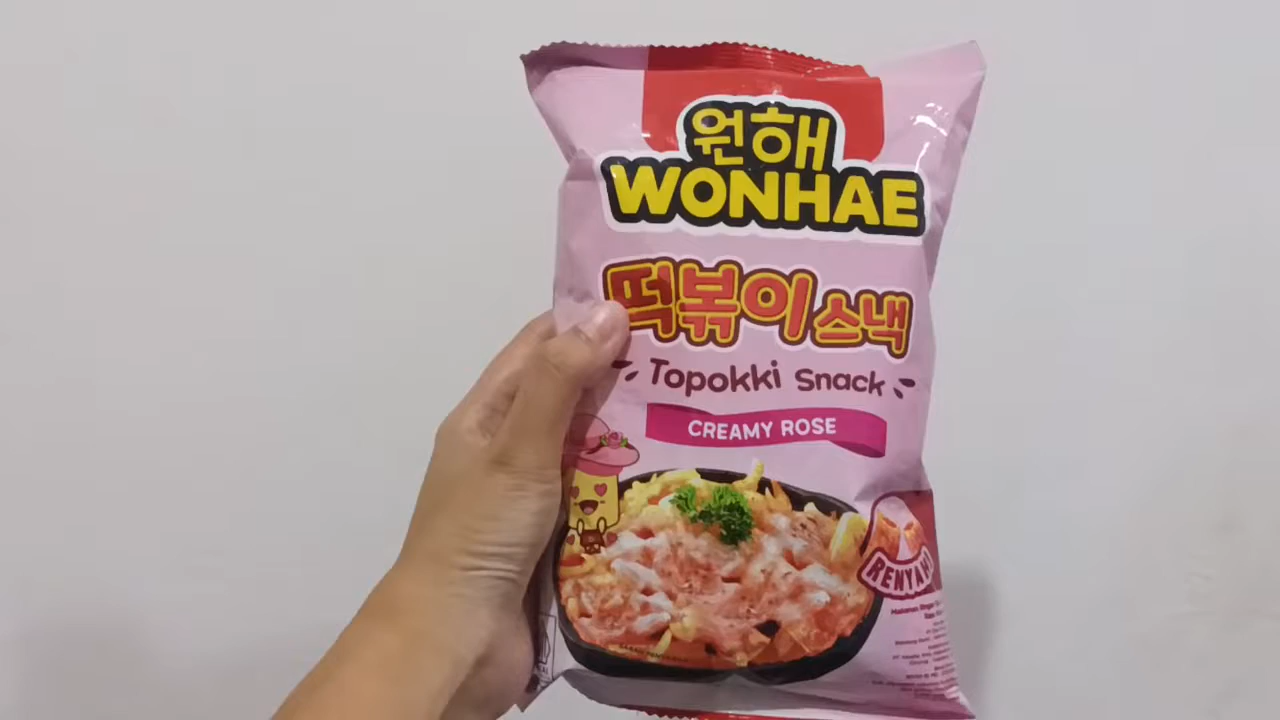 원해
WONHAE
떡볶이 스낵
Topokki Snack
CREAMY ROSE
RENYAH!